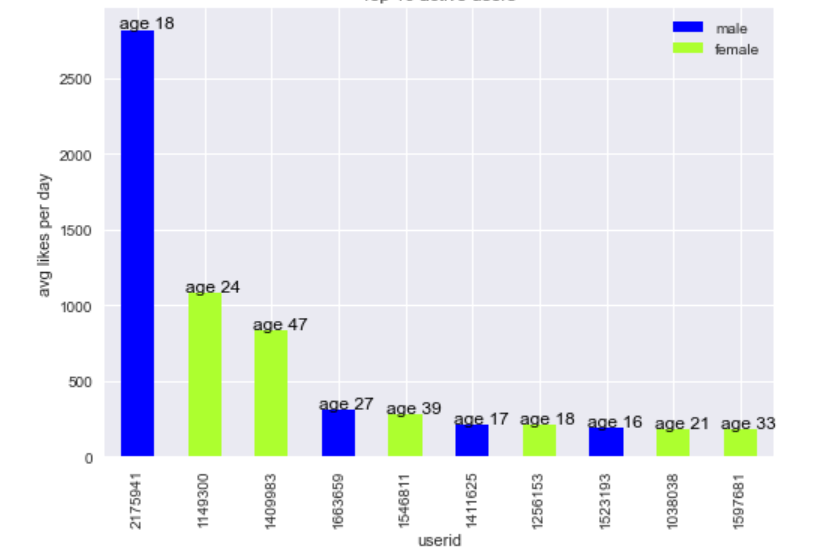 age 18
male
female
age 24
age 47
age 27
age 39
age 17
age 18
age 16
age 21
age 33
2500
2000
1500
1000
500
0
avg likes per day
2175941
1149300
1409983
1663659
1546811
1411625
1256153
1523193
1038038
1597681
userid